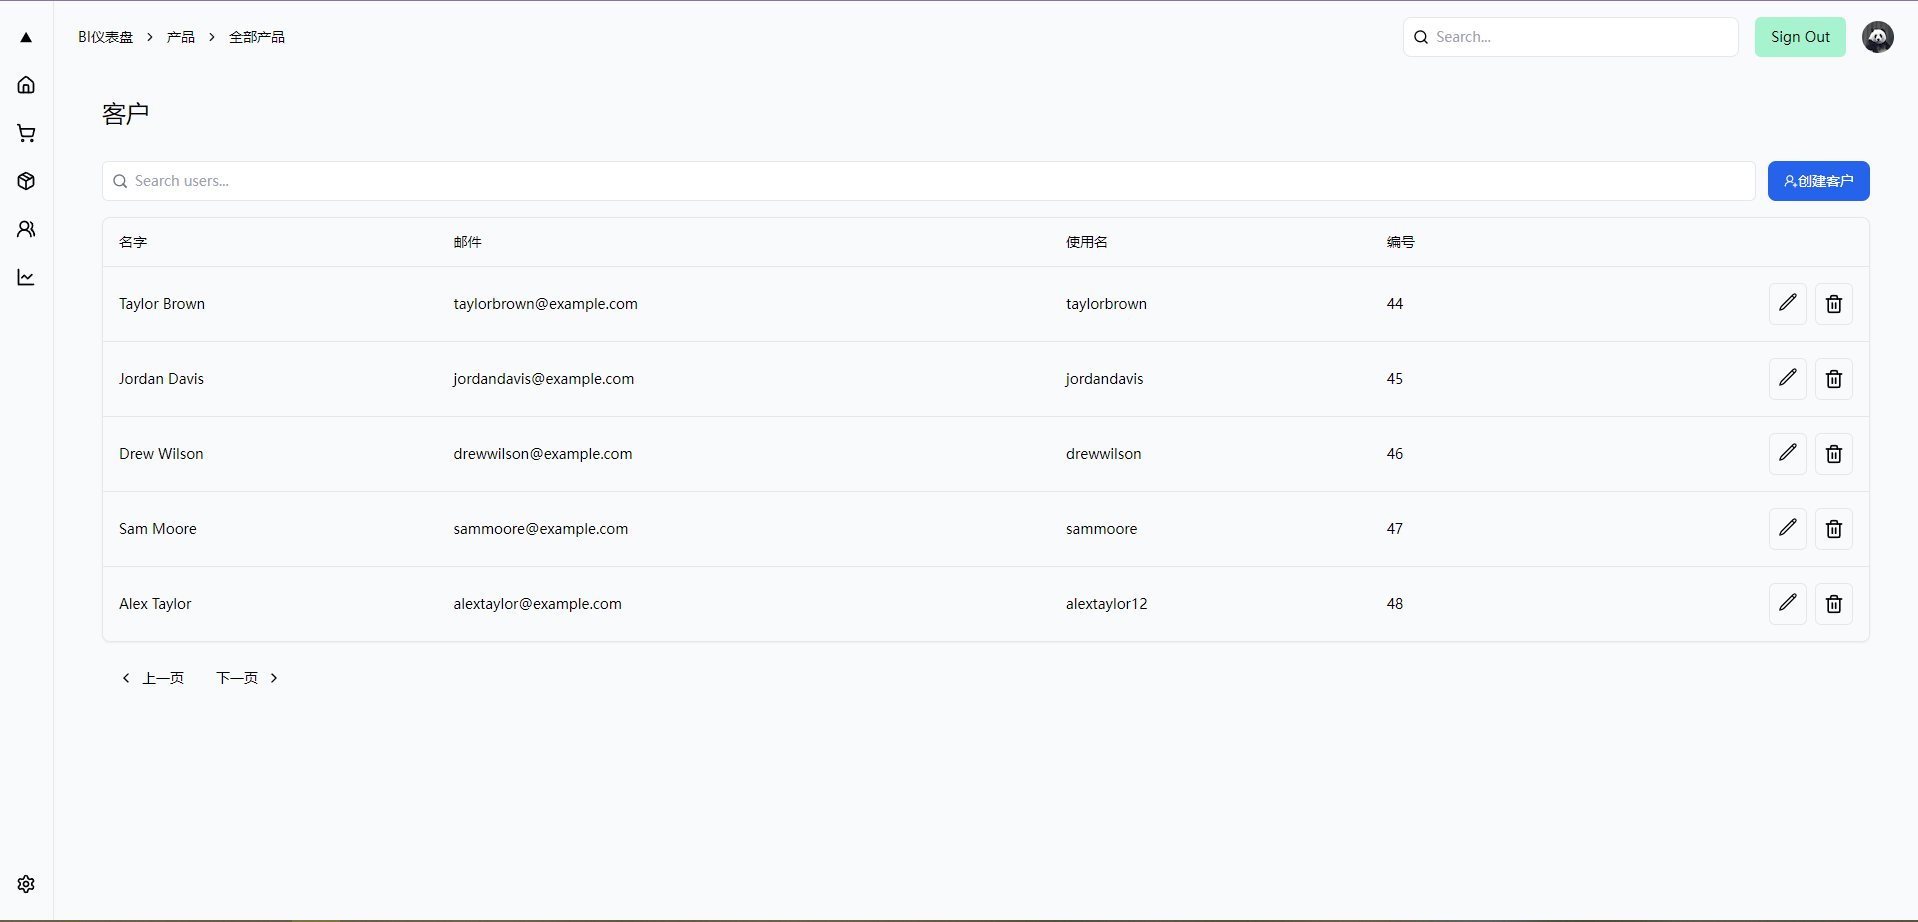 BI仪表盘 产品 全部产品 Search... Sign Out
客户
Search users... 创建客户
名字 邮件 使用名 编号
Taylor Brown taylorbrown@example.com taylorbrown 44
Jordan Davis jordandavis@example.com jordandavis 45
Drew Wilson drewwilson@example.com drewwilson 46
Sam Moore sammoore@example.com sammoore 47
Alex Taylor alextaylor@example.com alextaylor12 48
上一页 下一页